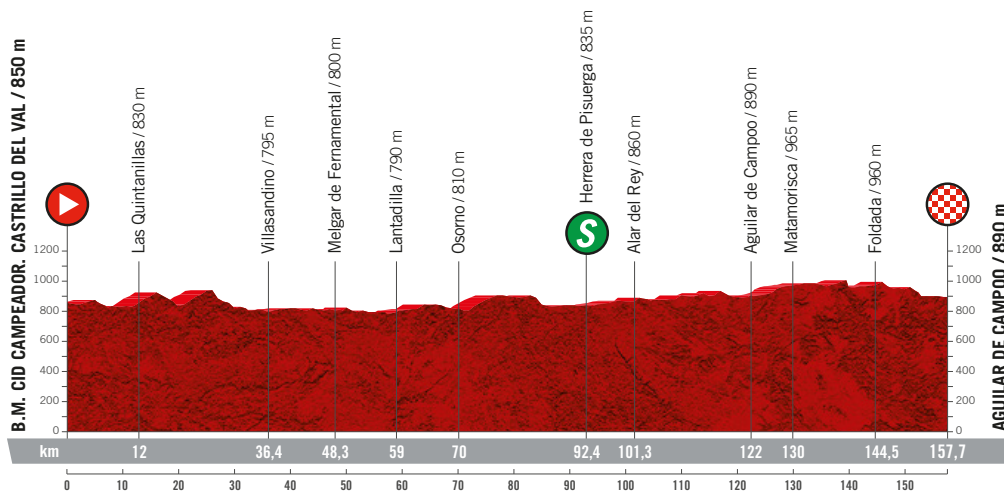 B.M. CID CAMPEADOR. CASTRILLO DEL VAL / 850 m
Las Quintanillas / 830 m
Villasandino / 795 m
Melgar de Fernamental / 800 m
Lantadilla / 790 m
Osorno / 810 m
Herrera de Pisuerga / 835 m
S
Alar del Rey / 860 m
Aguilar de Campoo / 890 m
Matamorisca / 965 m
Foldada / 960 m
AGUILAR DE CAMPOO / 890 m
1200
1000
800
600
400
200
0
1200
1000
800
600
400
200
0
km 12 36,4 48,3 59 70 92,4 101,3 122 130 144,5 157,7
0 10 20 30 40 50 60 70 80 90 100 110 120 130 140 150